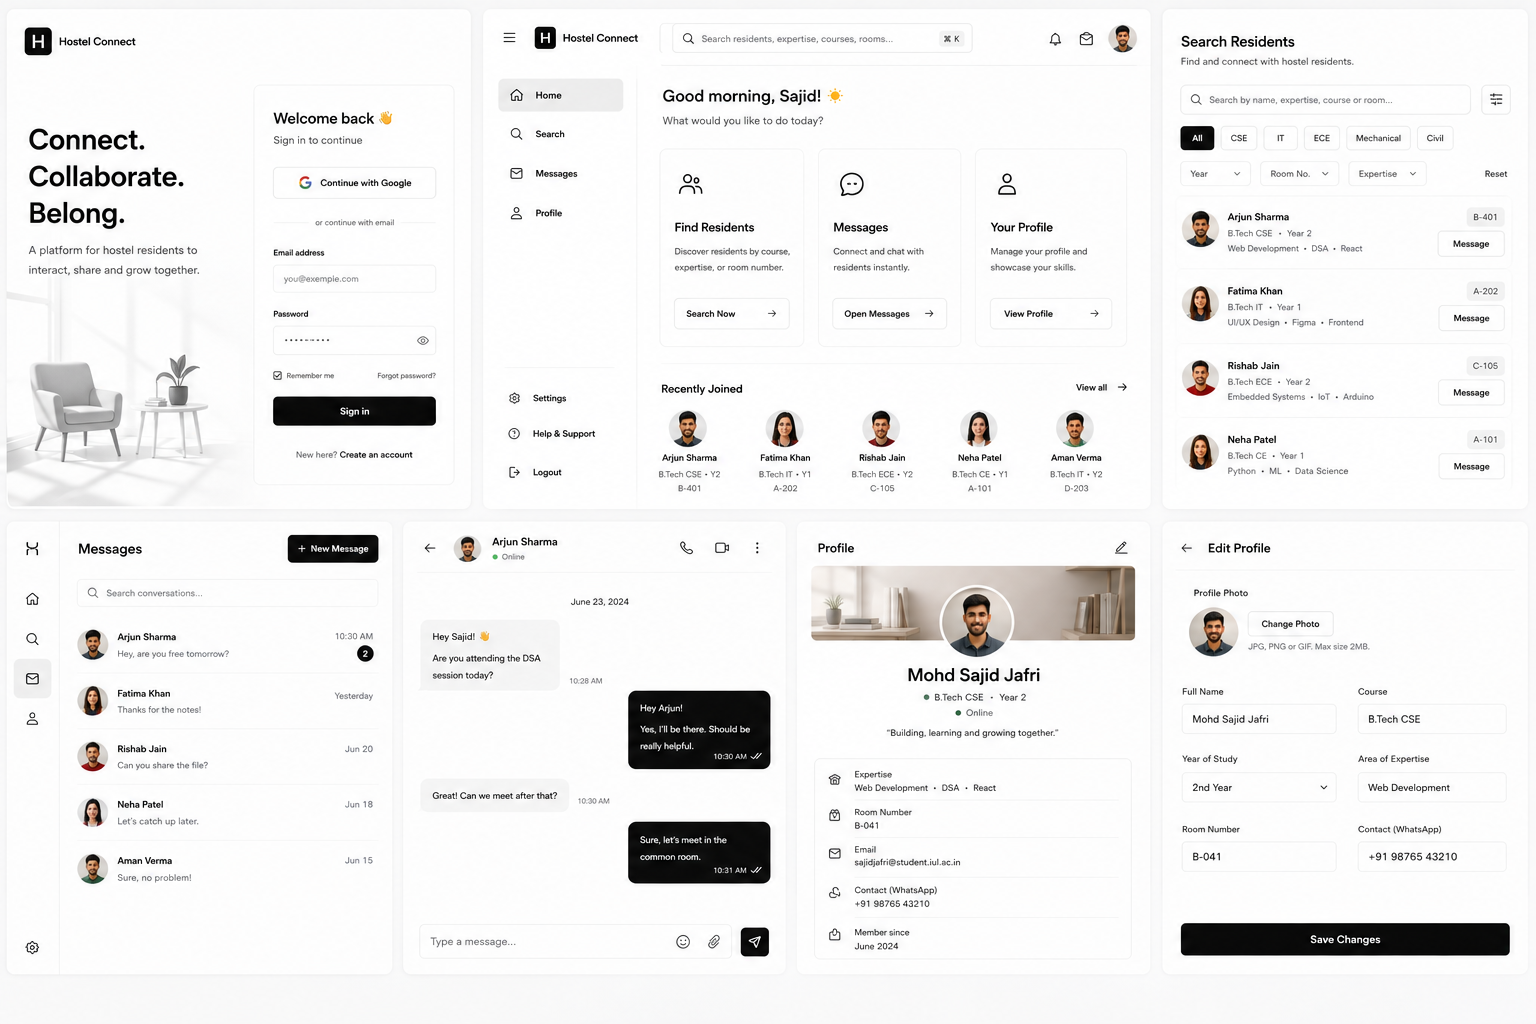 H Hostel Connect
Connect.
Collaborate.
Belong.
A platform for hostel residents to
interact, share and grow together.
Welcome back 👋
Sign in to continue
Continue with Google
or continue with email
Email address
you@exemple.com
Password
Remember me Forgot password?
Sign in
New here? Create an account
H Hostel Connect
Search residents, expertise, courses, rooms...
⌘ K
Home
Search
Messages
Profile
Settings
Help & Support
Logout
Good morning, Sajid! ☀️
What would you like to do today?
Find Residents
Discover residents by course,
expertise, or room number.
Search Now →
Messages
Connect and chat with
residents instantly.
Open Messages →
Your Profile
Manage your profile and
showcase your skills.
View Profile →
Recently Joined
View all →
Arjun Sharma
B.Tech CSE • Y2
B-401
Fatima Khan
B.Tech IT • Y1
A-202
Rishab Jain
B.Tech ECE • Y2
C-105
Neha Patel
B.Tech CE • Y1
A-101
Aman Verma
B.Tech IT • Y2
D-203
Search Residents
Find and connect with hostel residents.
Search by name, expertise, course or room...
All CSE IT ECE Mechanical Civil
Year Room No. Expertise Reset
Arjun Sharma
B-401
B.Tech CSE • Year 2
Web Development • DSA • React
Message
Fatima Khan
A-202
B.Tech IT • Year 1
UI/UX Design • Figma • Frontend
Message
Rishab Jain
C-105
B.Tech ECE • Year 2
Embedded Systems • IoT • Arduino
Message
Neha Patel
A-101
B.Tech CE • Year 1
Python • ML • Data Science
Message
Messages
+ New Message
Search conversations...
Arjun Sharma 10:30 AM
Hey, are you free tomorrow? 2
Fatima Khan Yesterday
Thanks for the notes!
Rishab Jain Jun 20
Can you share the file?
Neha Patel Jun 18
Let's catch up later.
Aman Verma Jun 15
Sure, no problem!
Arjun Sharma
Online
June 23, 2024
Hey Sajid! 👋
Are you attending the DSA
session today?
10:28 AM
Hey Arjun!
Yes, I'll be there. Should be
really helpful.
10:30 AM
Great! Can we meet after that?
10:30 AM
Sure, let's meet in the
common room.
10:31 AM
Type a message...
Profile
Mohd Sajid Jafri
B.Tech CSE • Year 2
Online
"Building, learning and growing together."
Expertise
Web Development • DSA • React
Room Number
B-041
Email
sajidjafri@student.iul.ac.in
Contact (WhatsApp)
+91 98765 43210
Member since
June 2024
← Edit Profile
Profile Photo
Change Photo
JPG, PNG or GIF. Max size 2MB.
Full Name
Mohd Sajid Jafri
Course
B.Tech CSE
Year of Study
2nd Year
Area of Expertise
Web Development
Room Number
B-041
Contact (WhatsApp)
+91 98765 43210
Save Changes